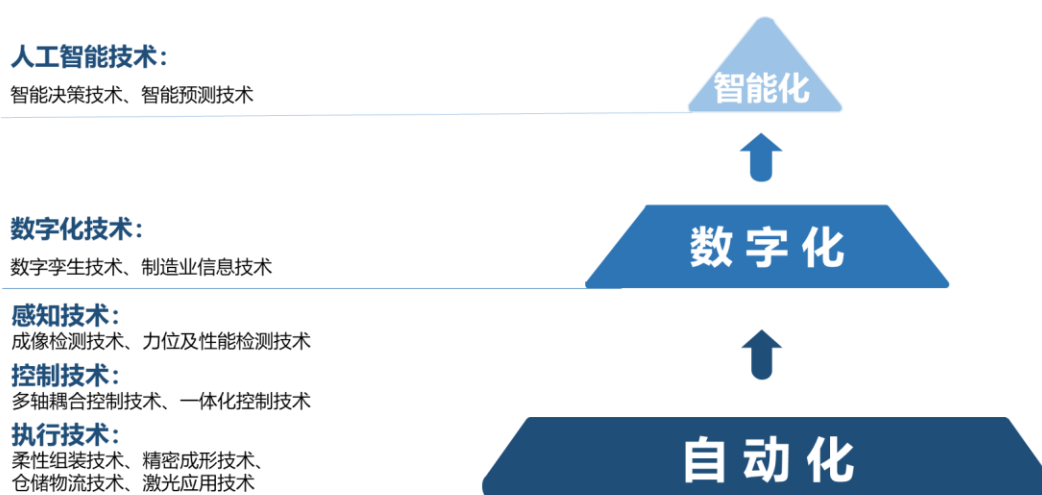 人工智能技术：
智能决策技术、智能预测技术
智能化
数字化技术：
数字孪生技术、制造业信息技术
数字化
感知技术：
成像检测技术、力位及性能检测技术
控制技术：
多轴耦合控制技术、一体化控制技术
执行技术：
柔性组装技术、精密成形技术、
仓储物流技术、激光应用技术
自动化